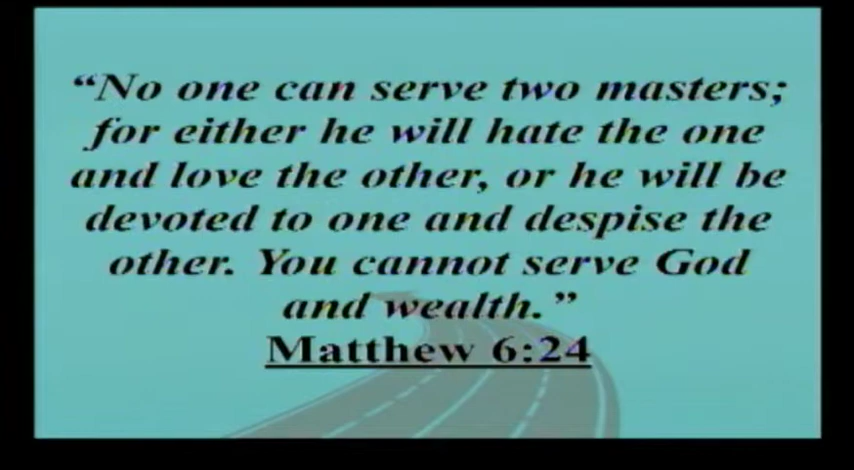 “No one can serve two masters;
for either he will hate the one
and love the other, or he will be
devoted to one and despise the
other. You cannot serve God
and wealth.”
Matthew 6:24